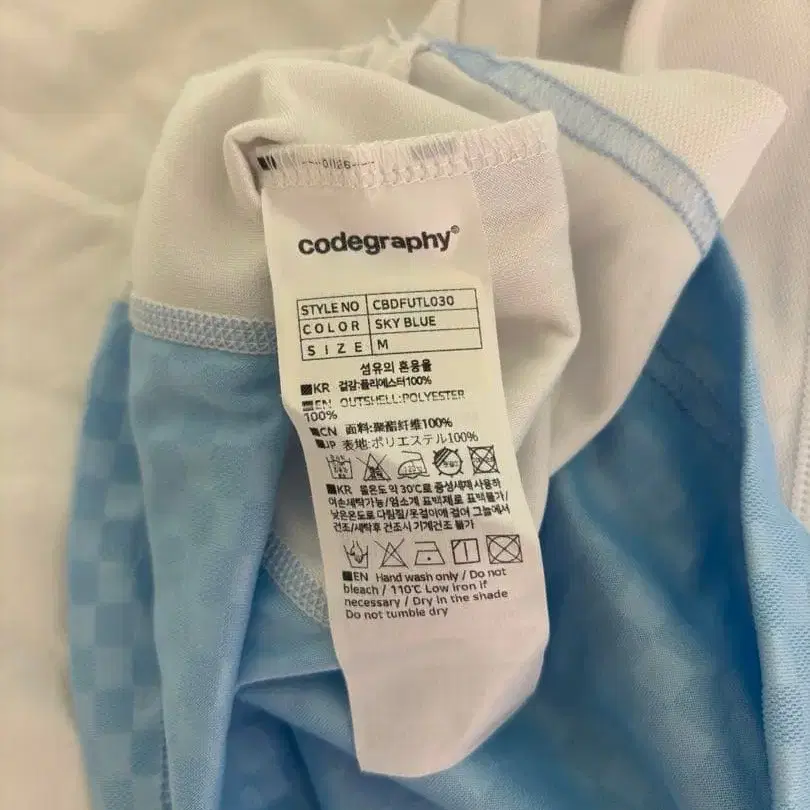 01126
codegraphy®
STYLE NO CBDFUTL030
COLOR SKY BLUE
SIZE M
섬유의 혼용율
KR 겉감:폴리에스터100%
EN OUTSHELL:POLYESTER
100%
CN 面料:聚酯纤维100%
JP 表地:ポリエステル100%
KR 물온도 약 30℃로 중성세제 사용하
여손세탁가능/염소계 표백제로 표백불가/
낮은온도로 다림질/옷걸이에 걸어 그늘에서
건조/세탁후 건조시 기계건조 불가
EN Hand wash only / Do not
bleach / 110℃ Low iron if
necessary / Dry in the shade
Do not tumble dry